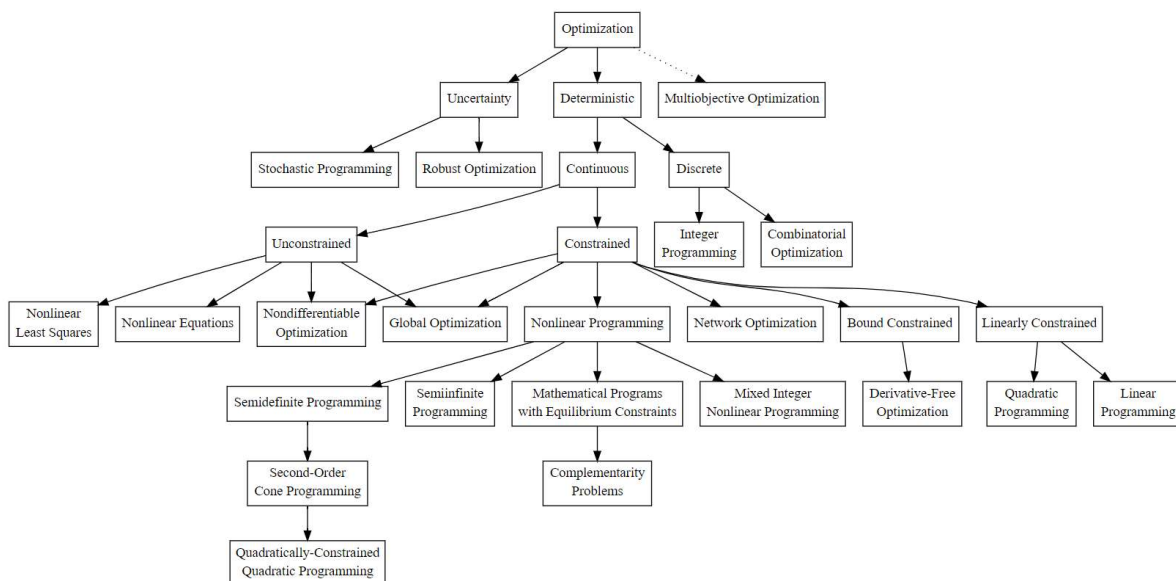 Optimization
Uncertainty
Deterministic
Multiobjective Optimization
Stochastic Programming
Robust Optimization
Continuous
Discrete
Unconstrained
Constrained
Integer
Programming
Combinatorial
Optimization
Nonlinear
Least Squares
Nonlinear Equations
Nondifferentiable
Optimization
Global Optimization
Nonlinear Programming
Network Optimization
Bound Constrained
Linearly Constrained
Semidefinite Programming
Semiinfinite
Programming
Mathematical Programs
with Equilibrium Constraints
Mixed Integer
Nonlinear Programming
Derivative-Free
Optimization
Quadratic
Programming
Linear
Programming
Second-Order
Cone Programming
Complementarity
Problems
Quadratically-Constrained
Quadratic Programming